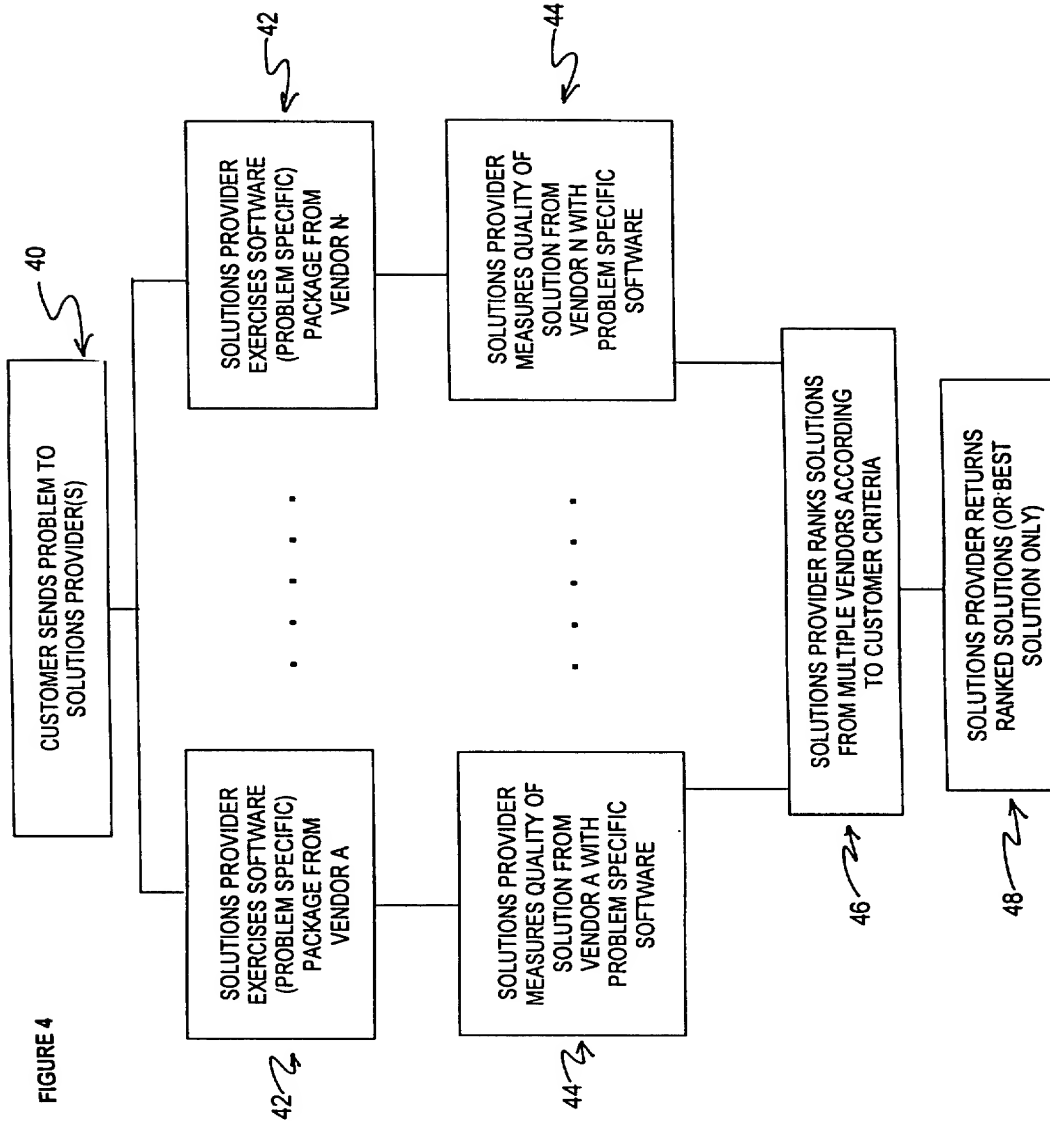 FIGURE 4
CUSTOMER SENDS PROBLEM TO
SOLUTIONS PROVIDER(S)
40
SOLUTIONS PROVIDER
EXERCISES SOFTWARE
(PROBLEM SPECIFIC)
PACKAGE FROM
VENDOR A
42
SOLUTIONS PROVIDER
EXERCISES SOFTWARE
(PROBLEM SPECIFIC)
PACKAGE FROM
VENDOR N
42
SOLUTIONS PROVIDER
MEASURES QUALITY OF
SOLUTION FROM
VENDOR A WITH
PROBLEM SPECIFIC
SOFTWARE
44
SOLUTIONS PROVIDER
MEASURES QUALITY OF
SOLUTION FROM
VENDOR N WITH
PROBLEM SPECIFIC
SOFTWARE
44
SOLUTIONS PROVIDER RANKS SOLUTIONS
FROM MULTIPLE VENDORS ACCORDING
TO CUSTOMER CRITERIA
46
SOLUTIONS PROVIDER RETURNS
RANKED SOLUTIONS (OR BEST
SOLUTION ONLY)
48